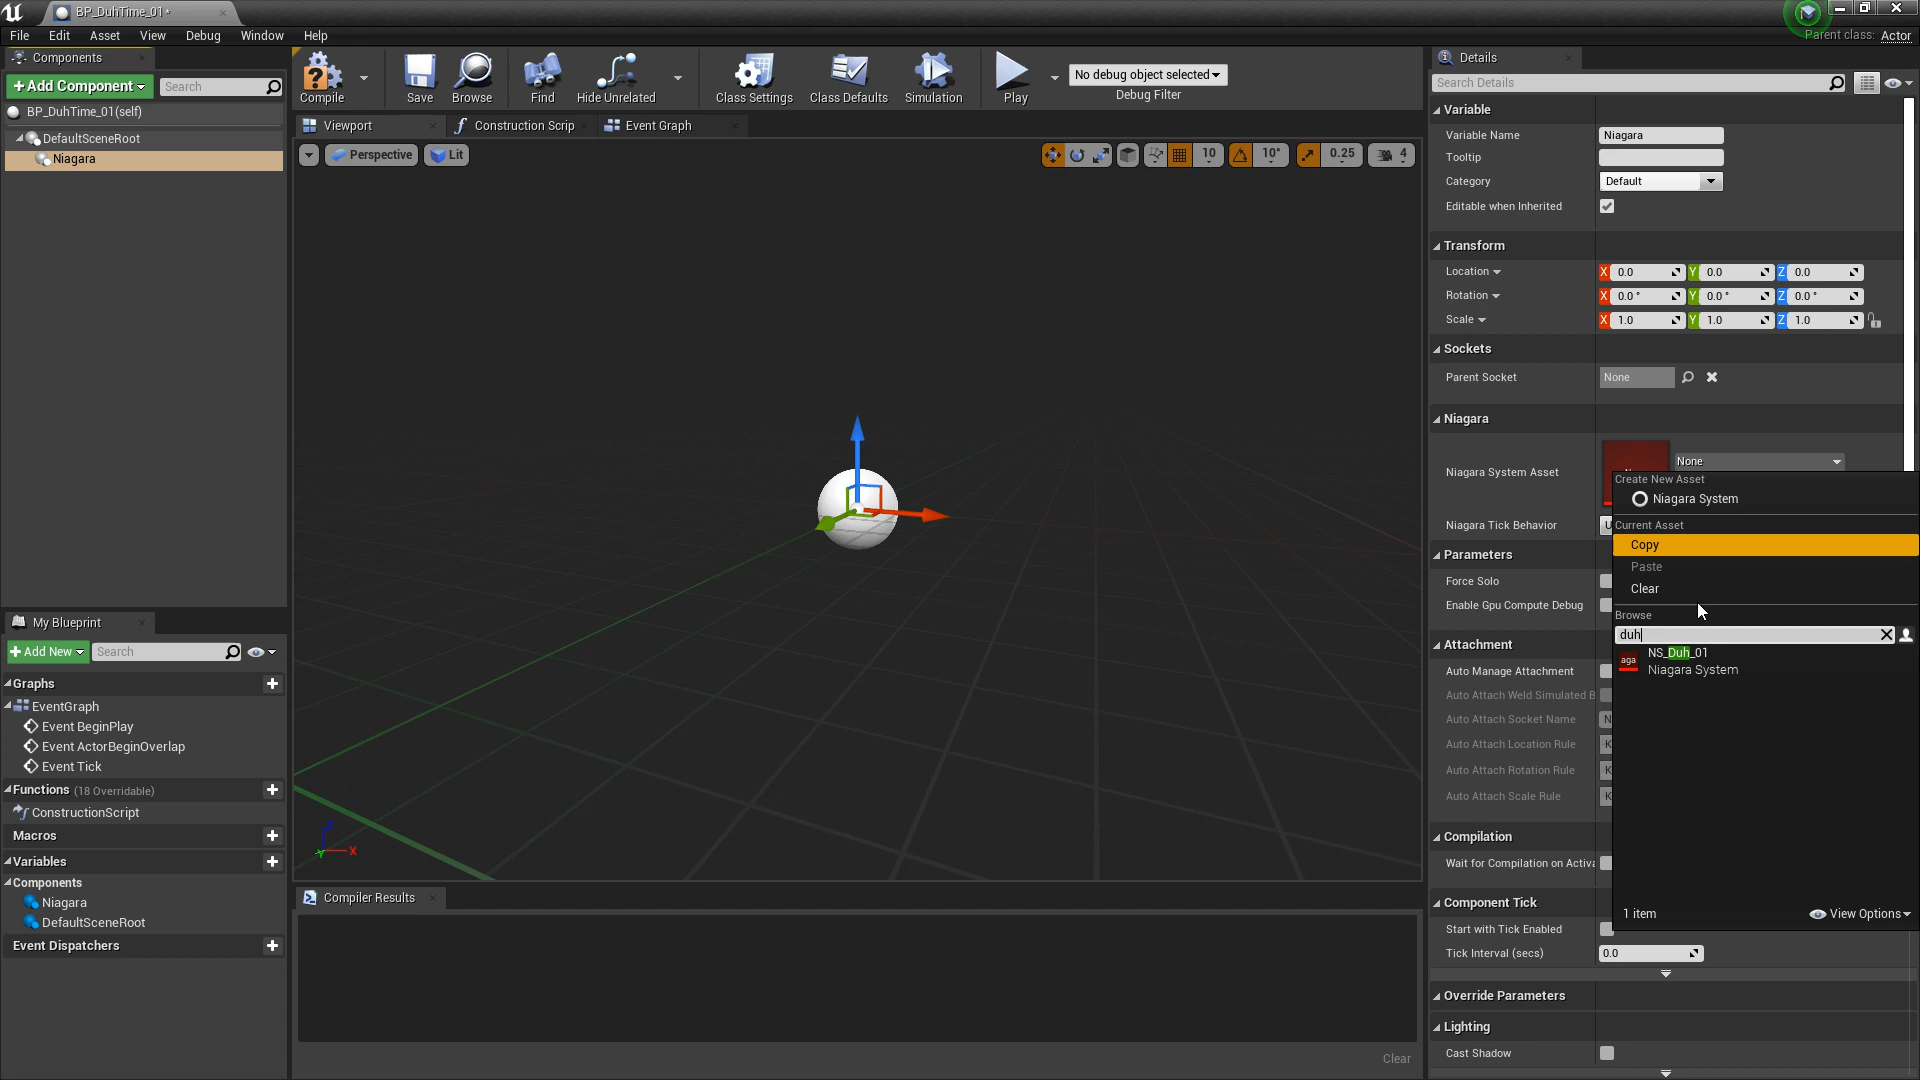 BP_DuhTime_01*
File Edit Asset View Debug Window Help
Parent class: Actor
Components
+Add Component
Search
BP_DuhTime_01(self)
DefaultSceneRoot
Niagara
Compile
Save
Browse
Find
Hide Unrelated
Class Settings
Class Defaults
Simulation
Play
No debug object selected
Debug Filter
Viewport
Construction Scrip
Event Graph
Perspective
Lit
10
10°
0.25
4
Details
Search Details
Variable
Variable Name
Niagara
Tooltip
Category
Default
Editable when Inherited
Transform
Location
X 0.0 Y 0.0 Z 0.0
Rotation
X 0.0 ° Y 0.0 ° Z 0.0 °
Scale
X 1.0 Y 1.0 Z 1.0
Sockets
Parent Socket
None
Niagara
Niagara System Asset
None
Niagara Tick Behavior
Parameters
Force Solo
Enable Gpu Compute Debug
Attachment
Auto Manage Attachment
Auto Attach Weld Simulated B
Auto Attach Socket Name
Auto Attach Location Rule
Auto Attach Rotation Rule
Auto Attach Scale Rule
Compilation
Wait for Compilation on Activa
Component Tick
Start with Tick Enabled
Tick Interval (secs)
0.0
Override Parameters
Lighting
Cast Shadow
Create New Asset
Niagara System
Current Asset
Copy
Paste
Clear
Browse
duh
aga
NS_Duh_01
Niagara System
1 item
View Options
My Blueprint
+Add New
Search
Graphs
EventGraph
Event BeginPlay
Event ActorBeginOverlap
Event Tick
Functions (18 Overridable)
ConstructionScript
Macros
Variables
Components
Niagara
DefaultSceneRoot
Event Dispatchers
Z
X
Y
Compiler Results
Clear